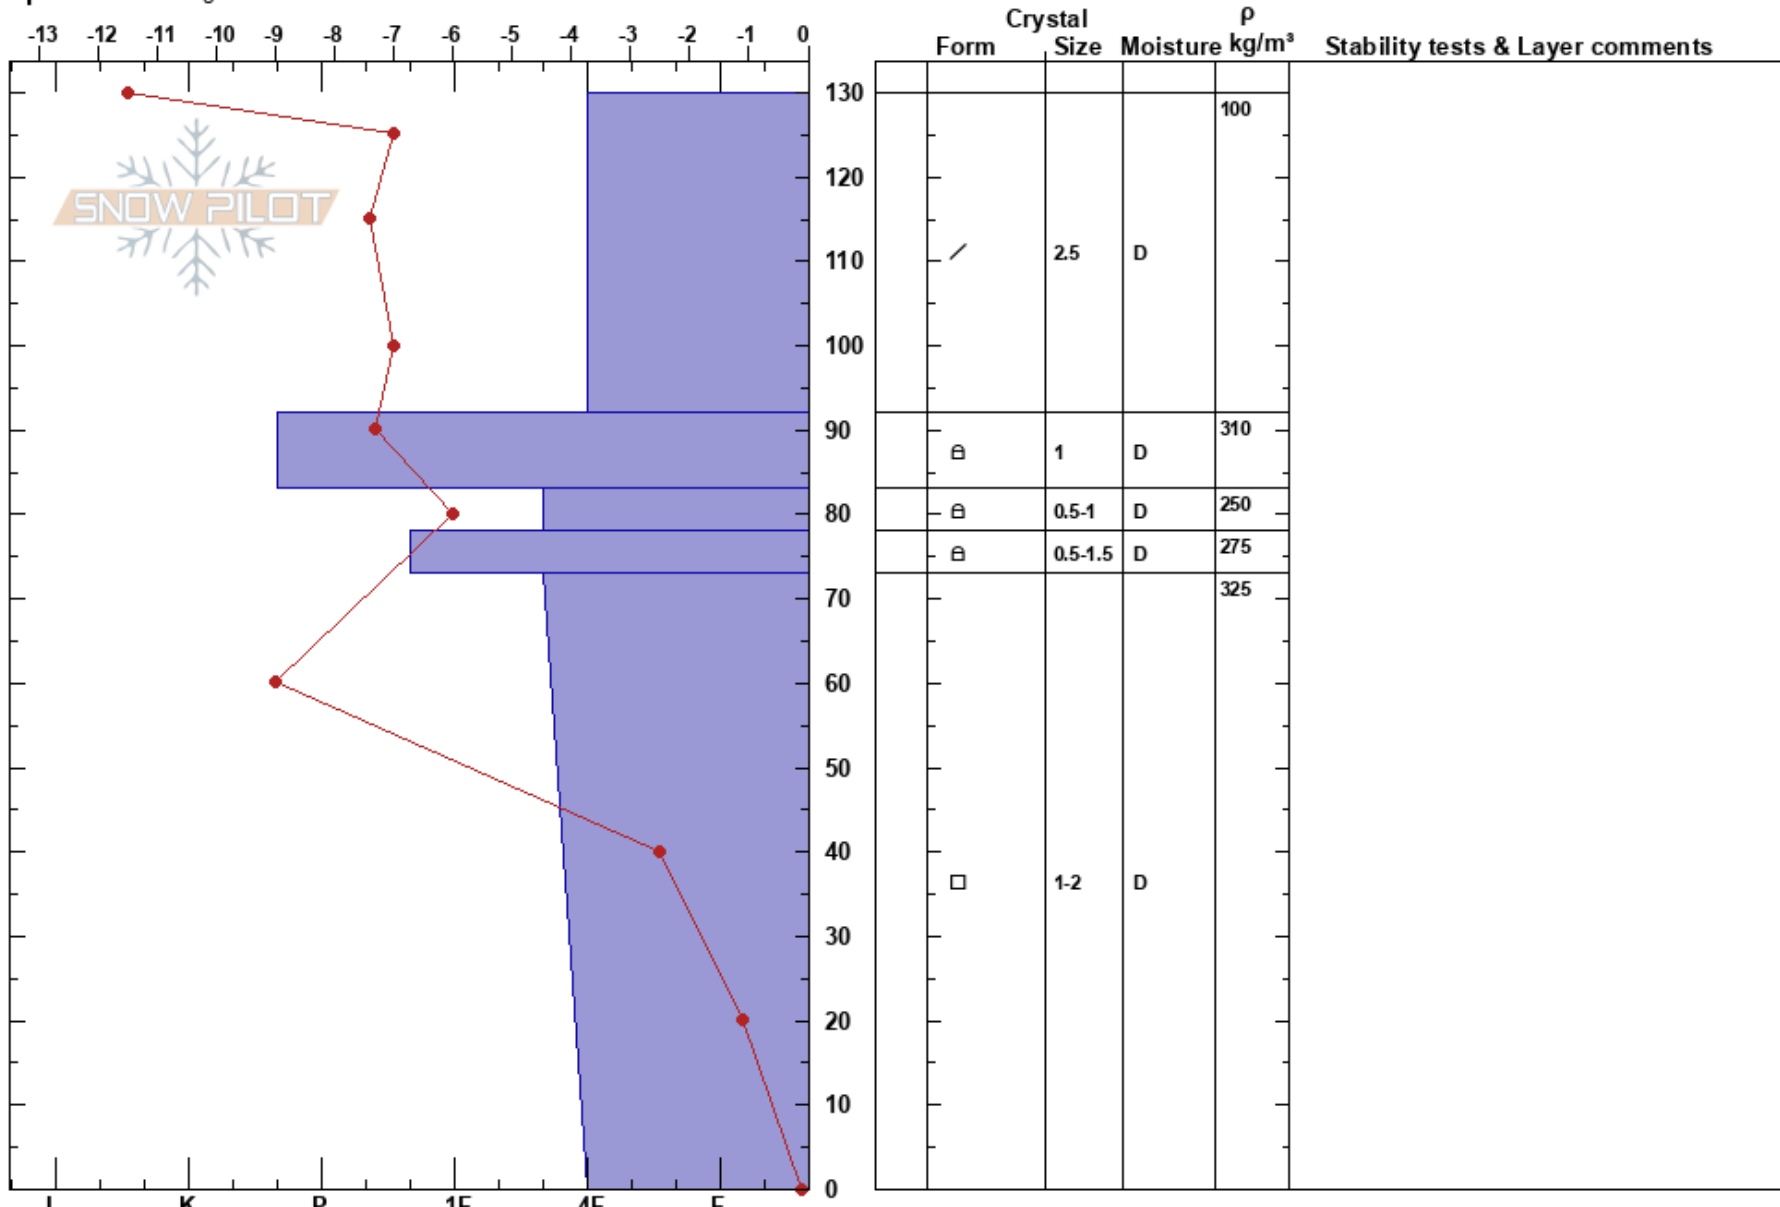 Crystal ρ
Form Size Moisture kg/m³ Stability tests & Layer comments
-13 -12 -11 -10 -9 -8 -7 -6 -5 -4 -3 -2 -1 0
130
100
SNOW PILOT
120
110
2.5 D
100
90
310
1 D
80
0.5-1 D 250
0.5-1.5 D 275
70
325
60
50
40
1-2 D
30
20
10
0
I K P 1F 4F F